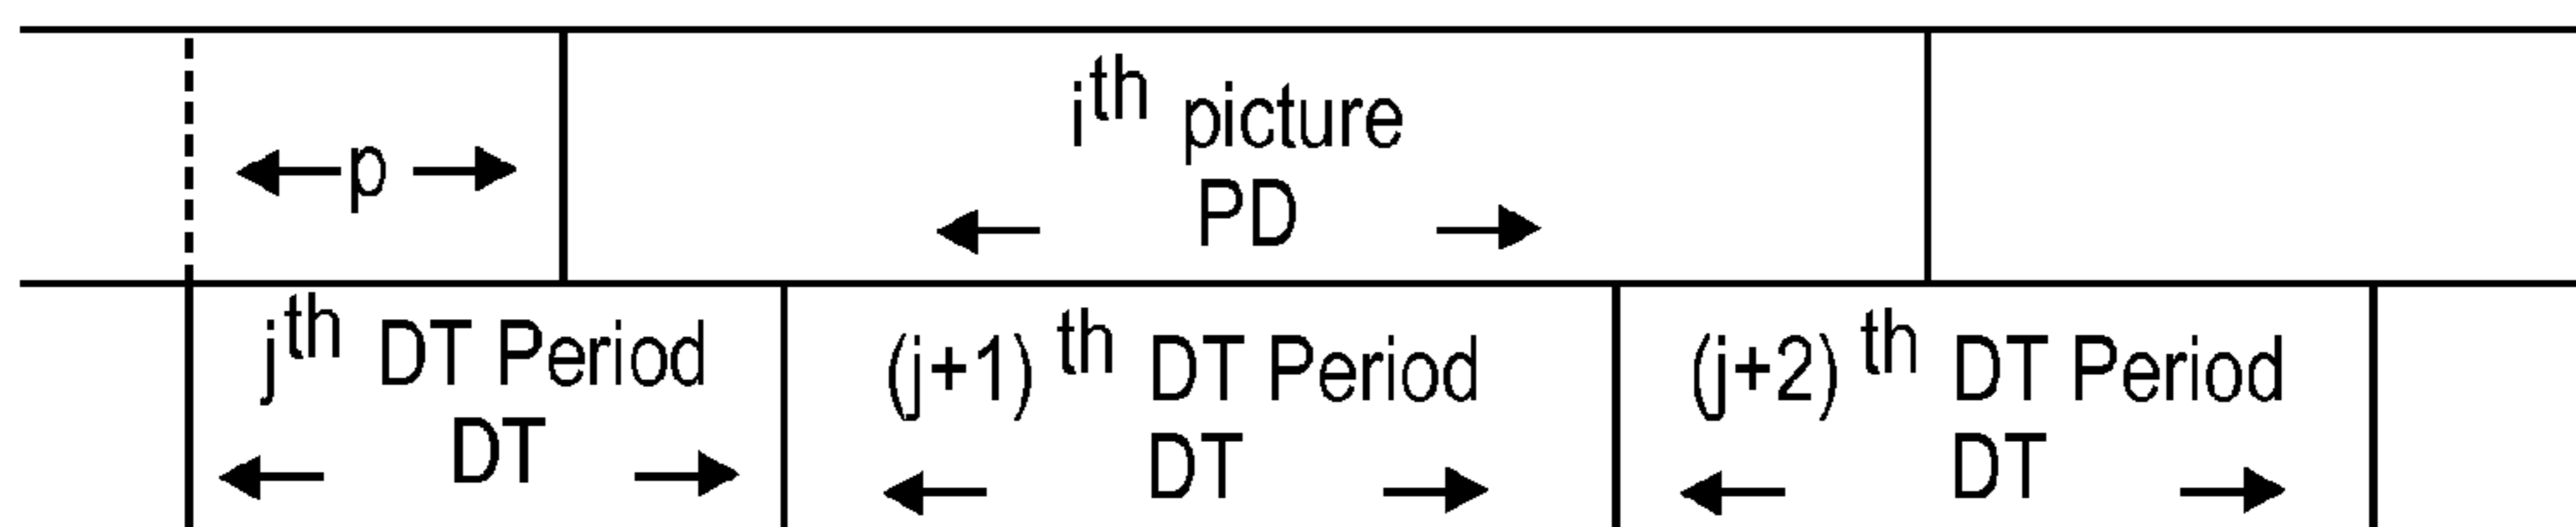 p
i^th picture
PD
j^th DT Period
DT
(j+1)^th DT Period
DT
(j+2)^th DT Period
DT